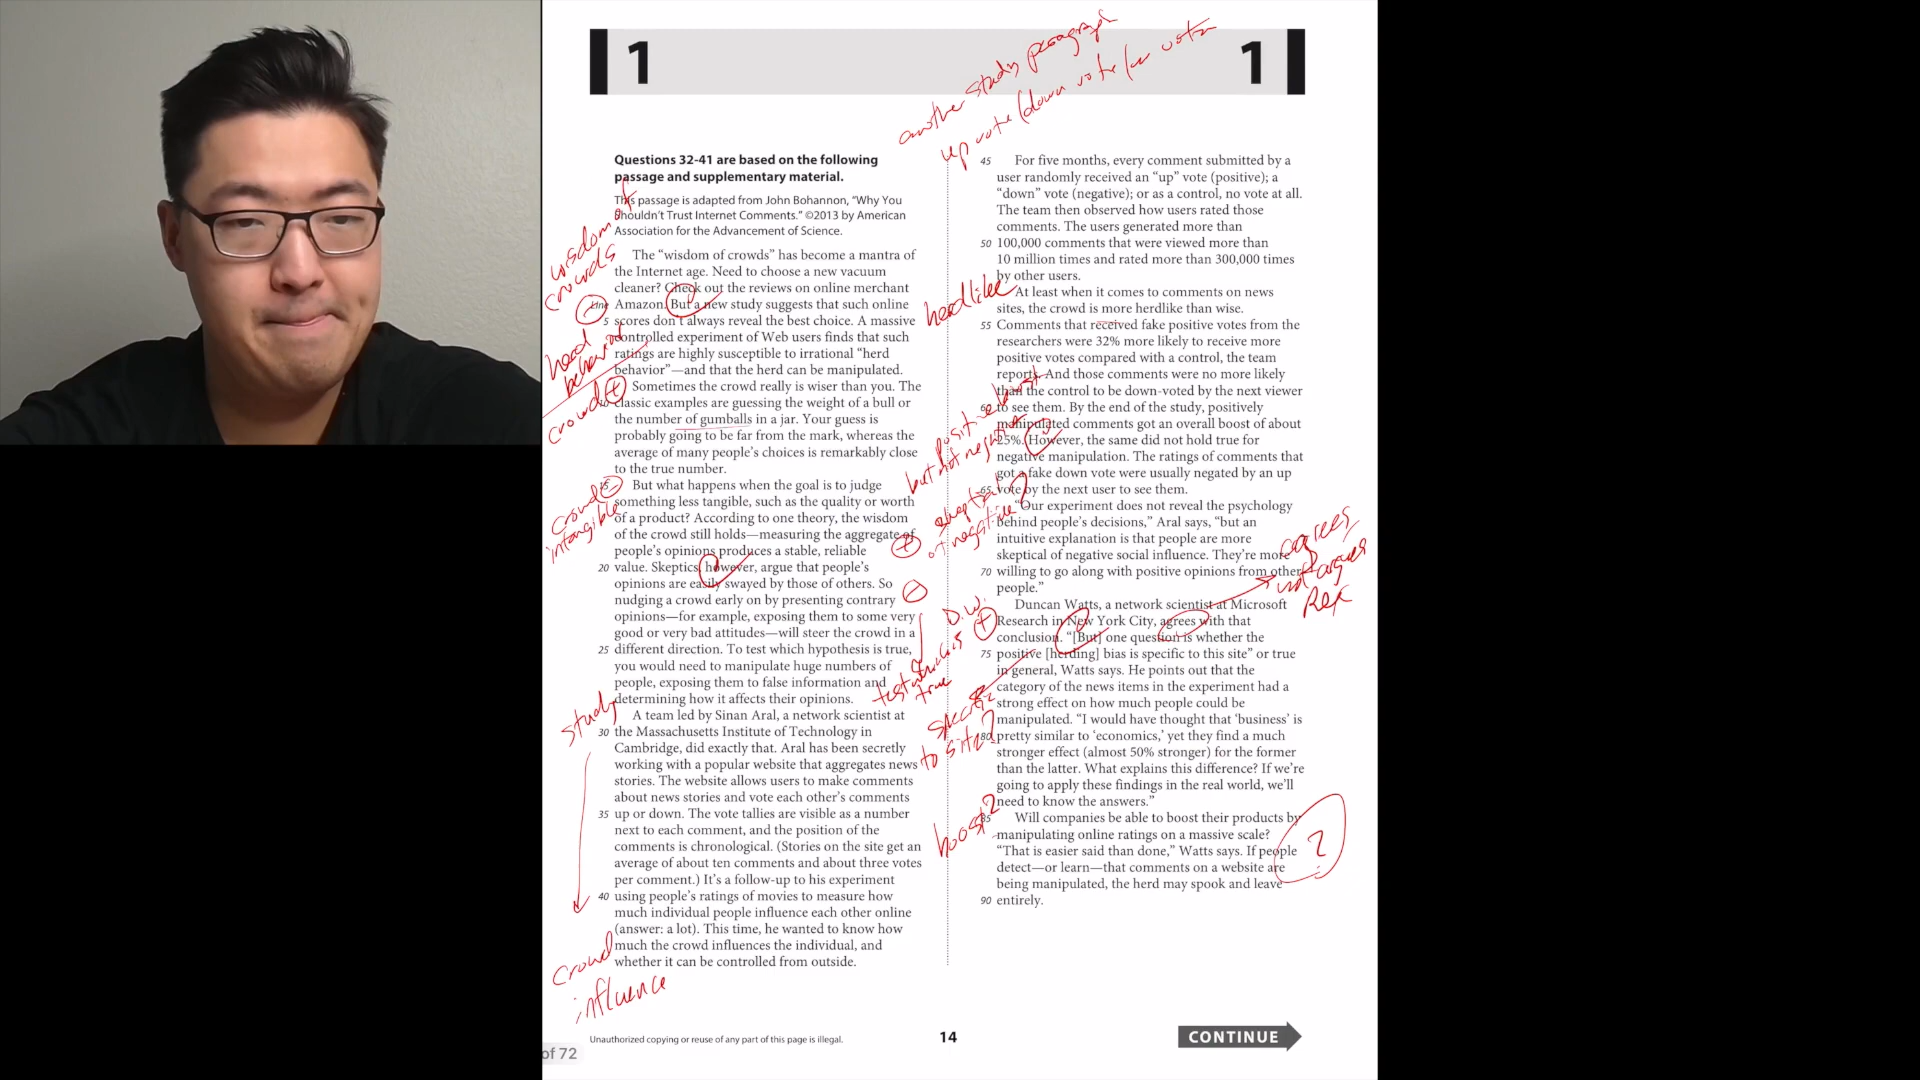 1
1
another study paragraph
up vote/down vote/no vote
Questions 32-41 are based on the following
passage and supplementary material.
This passage is adapted from John Bohannon, “Why You
Shouldn’t Trust Internet Comments.” ©2013 by American
Association for the Advancement of Science.
The “wisdom of crowds” has become a mantra of
the Internet age. Need to choose a new vacuum
cleaner? Check out the reviews on online merchant
Line Amazon. But a new study suggests that such online
5 scores don’t always reveal the best choice. A massive
controlled experiment of Web users finds that such
ratings are highly susceptible to irrational “herd
behavior”—and that the herd can be manipulated.
Sometimes the crowd really is wiser than you. The
10 classic examples are guessing the weight of a bull or
the number of gumballs in a jar. Your guess is
probably going to be far from the mark, whereas the
average of many people’s choices is remarkably close
to the true number.
15 But what happens when the goal is to judge
something less tangible, such as the quality or worth
of a product? According to one theory, the wisdom
of the crowd still holds—measuring the aggregate of
people’s opinions produces a stable, reliable
20 value. Skeptics, however, argue that people’s
opinions are easily swayed by those of others. So
nudging a crowd early on by presenting contrary
opinions—for example, exposing them to some very
good or very bad attitudes—will steer the crowd in a
25 different direction. To test which hypothesis is true,
you would need to manipulate huge numbers of
people, exposing them to false information and
determining how it affects their opinions.
A team led by Sinan Aral, a network scientist at
30 the Massachusetts Institute of Technology in
Cambridge, did exactly that. Aral has been secretly
working with a popular website that aggregates news
stories. The website allows users to make comments
about news stories and vote each other’s comments
35 up or down. The vote tallies are visible as a number
next to each comment, and the position of the
comments is chronological. (Stories on the site get an
average of about ten comments and about three votes
per comment.) It’s a follow-up to his experiment
40 using people’s ratings of movies to measure how
much individual people influence each other online
(answer: a lot). This time, he wanted to know how
much the crowd influences the individual, and
whether it can be controlled from outside.
wisdom of
crowds
herd
behavior
crowd +
crowd -
intangible
study
crowd
influence
45 For five months, every comment submitted by a
user randomly received an “up” vote (positive); a
“down” vote (negative); or as a control, no vote at all.
The team then observed how users rated those
comments. The users generated more than
50 100,000 comments that were viewed more than
10 million times and rated more than 300,000 times
by other users.
At least when it comes to comments on news
sites, the crowd is more herdlike than wise.
55 Comments that received fake positive votes from the
researchers were 32% more likely to receive more
positive votes compared with a control, the team
reports. And those comments were no more likely
than the control to be down-voted by the next viewer
60 to see them. By the end of the study, positively
manipulated comments got an overall boost of about
25%. However, the same did not hold true for
negative manipulation. The ratings of comments that
got a fake down vote were usually negated by an up
65 vote by the next user to see them.
“Our experiment does not reveal the psychology
behind people’s decisions,” Aral says, “but an
intuitive explanation is that people are more
skeptical of negative social influence. They’re more
70 willing to go along with positive opinions from other
people.”
Duncan Watts, a network scientist at Microsoft
Research in New York City, agrees with that
conclusion. “[But] one question is whether the
75 positive [herding] bias is specific to this site” or true
in general, Watts says. He points out that the
category of the news items in the experiment had a
strong effect on how much people could be
manipulated. “I would have thought that ‘business’ is
80 pretty similar to ‘economics,’ yet they find a much
stronger effect (almost 50% stronger) for the former
than the latter. What explains this difference? If we’re
going to apply these findings in the real world, we’ll
need to know the answers.”
85 Will companies be able to boost their products by
manipulating online ratings on a massive scale?
“That is easier said than done,” Watts says. If people
detect—or learn—that comments on a website are
being manipulated, the herd may spook and leave
90 entirely.
herdlike
positive boost
but not negative
skeptical
of negative?
D.W.
+
test
true
specific
to site?
boost?
agrees
not agrees
?
Unauthorized copying or reuse of any part of this page is illegal.
14
CONTINUE
of 72